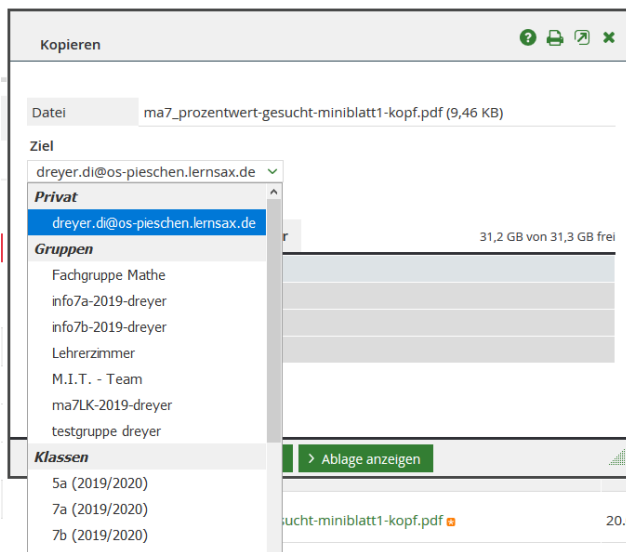 Kopieren
Datei ma7_prozentwert-gesucht-miniblatt1-kopf.pdf (9,46 KB)
Ziel
dreyer.di@os-pieschen.lernsax.de
Privat
dreyer.di@os-pieschen.lernsax.de
31,2 GB von 31,3 GB frei
Gruppen
Fachgruppe Mathe
info7a-2019-dreyer
info7b-2019-dreyer
Lehrerzimmer
M.I.T. - Team
ma7LK-2019-dreyer
testgruppe dreyer
Klassen
> Ablage anzeigen
5a (2019/2020)
7a (2019/2020)
ucht-miniblatt1-kopf.pdf 20.
7b (2019/2020)